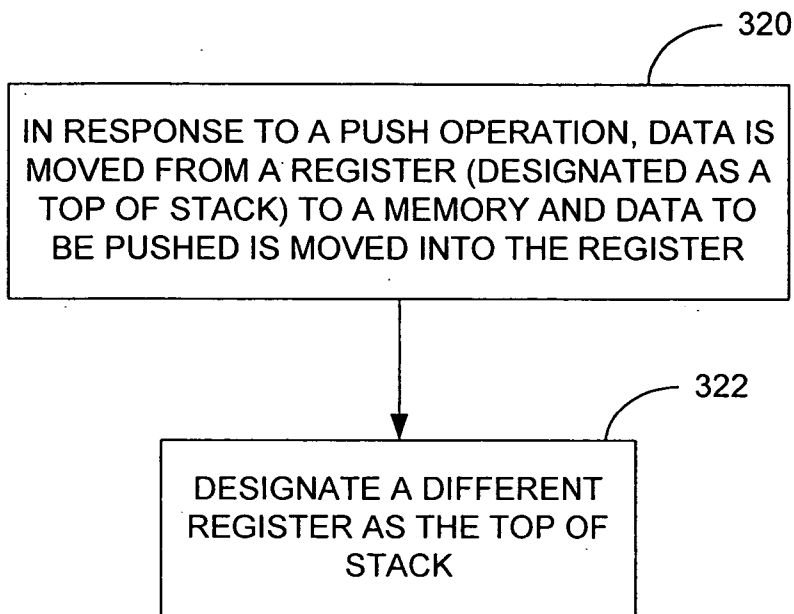 320
IN RESPONSE TO A PUSH OPERATION, DATA IS
MOVED FROM A REGISTER (DESIGNATED AS A
TOP OF STACK) TO A MEMORY AND DATA TO
BE PUSHED IS MOVED INTO THE REGISTER
322
DESIGNATE A DIFFERENT
REGISTER AS THE TOP OF
STACK